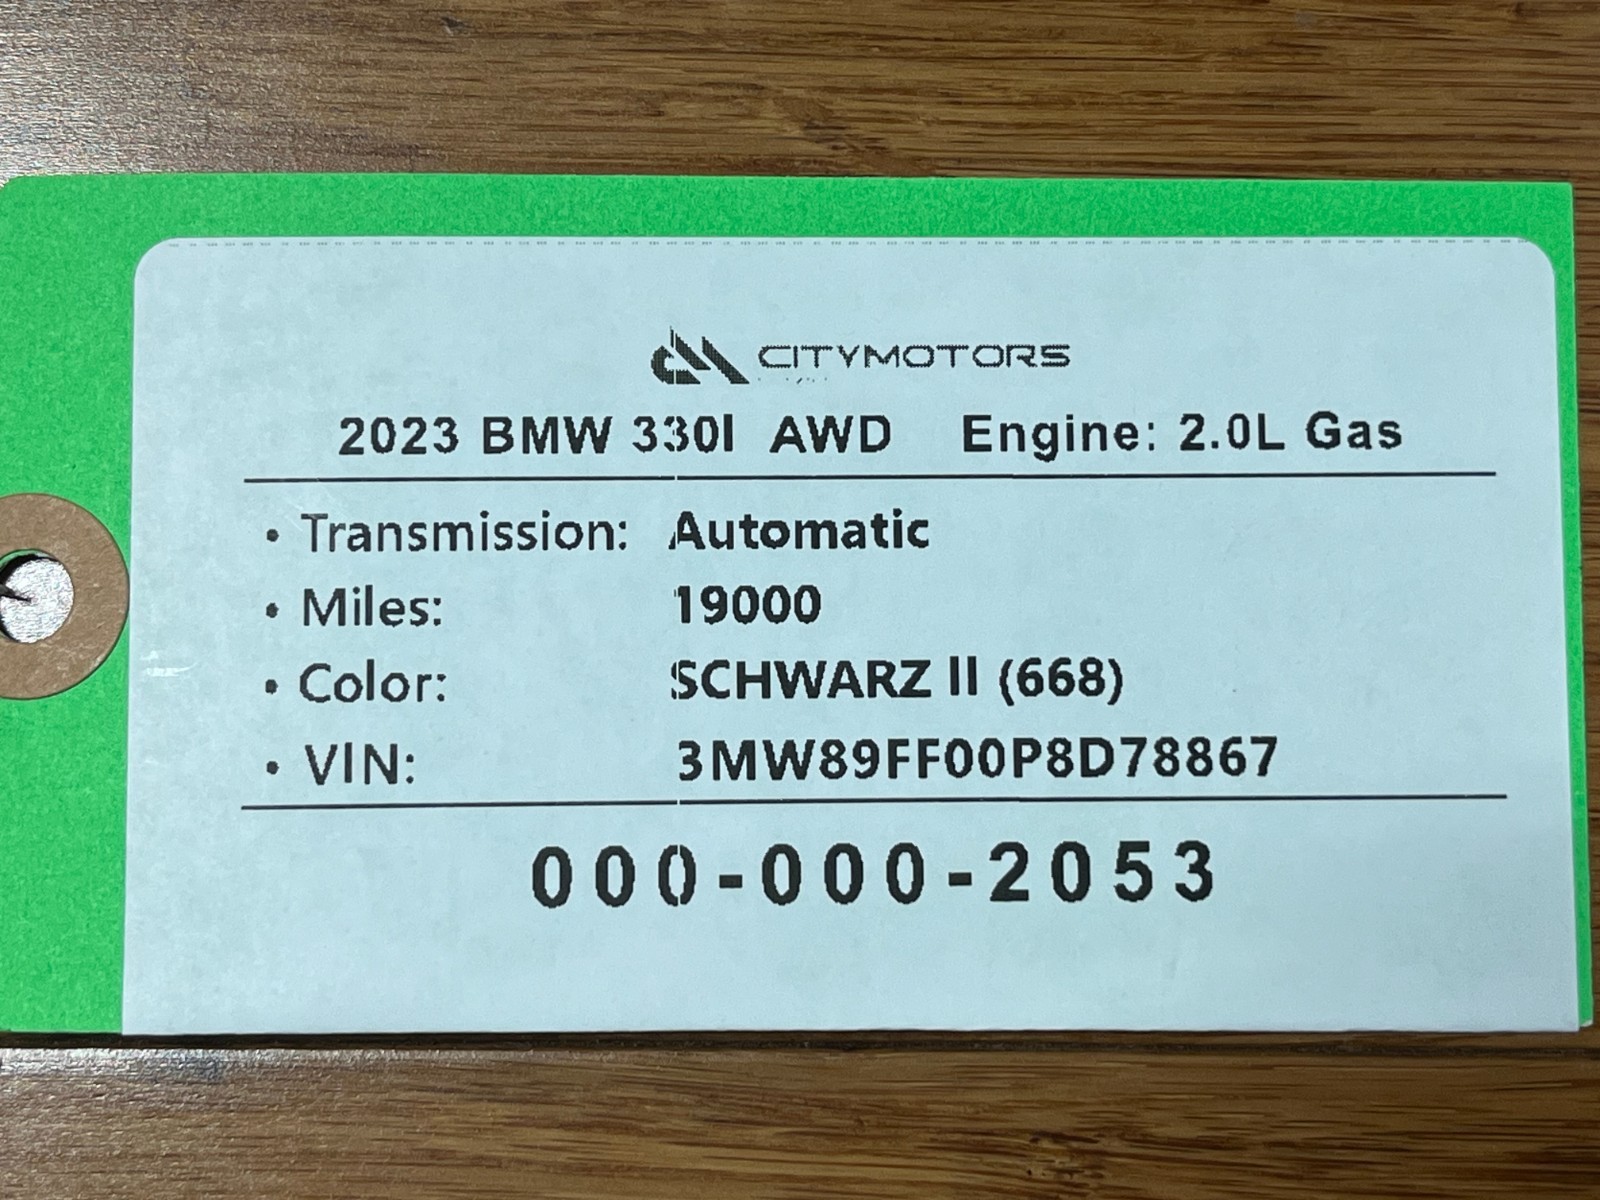 CITYMOTORS
2023 BMW 330I AWD Engine: 2.0L Gas
• Transmission: Automatic
• Miles: 19000
• Color: SCHWARZ II (668)
• VIN: 3MW89FF00P8D78867
000-000-2053